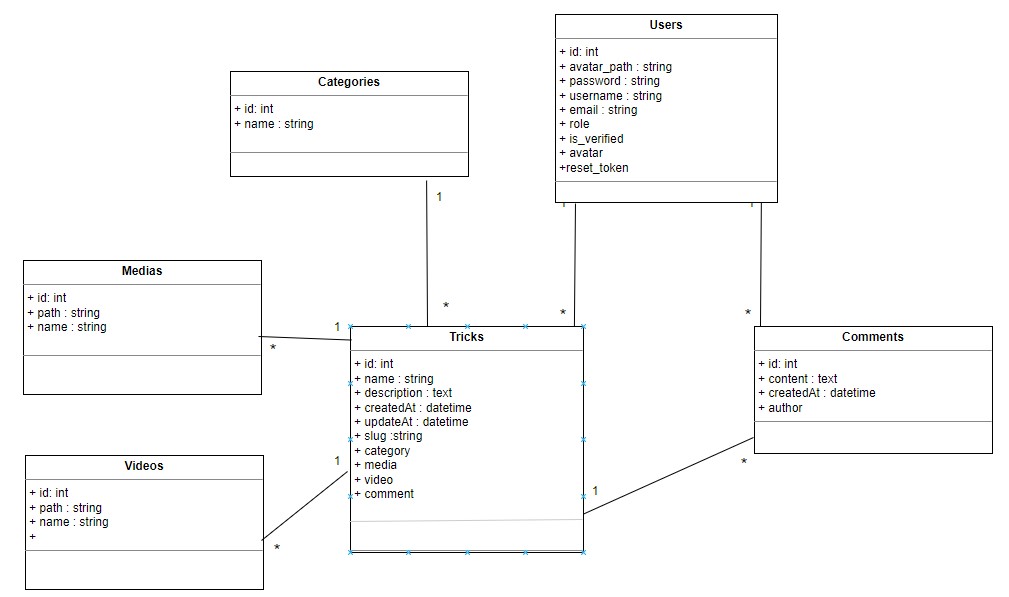 Users
+ id: int
+ avatar_path : string
+ password : string
+ username : string
+ email : string
+ role
+ is_verified
+ avatar
+reset_token
Categories
+ id: int
+ name : string
1
*
1
*
1
*
Medias
+ id: int
+ path : string
+ name : string
1
*
Tricks
+ id: int
+ name : string
+ description : text
+ createdAt : datetime
+ updateAt : datetime
+ slug :string
+ category
+ media
+ video
+ comment
Comments
+ id: int
+ content : text
+ createdAt : datetime
+ author
1
*
Videos
+ id: int
+ path : string
+ name : string
+
1
*